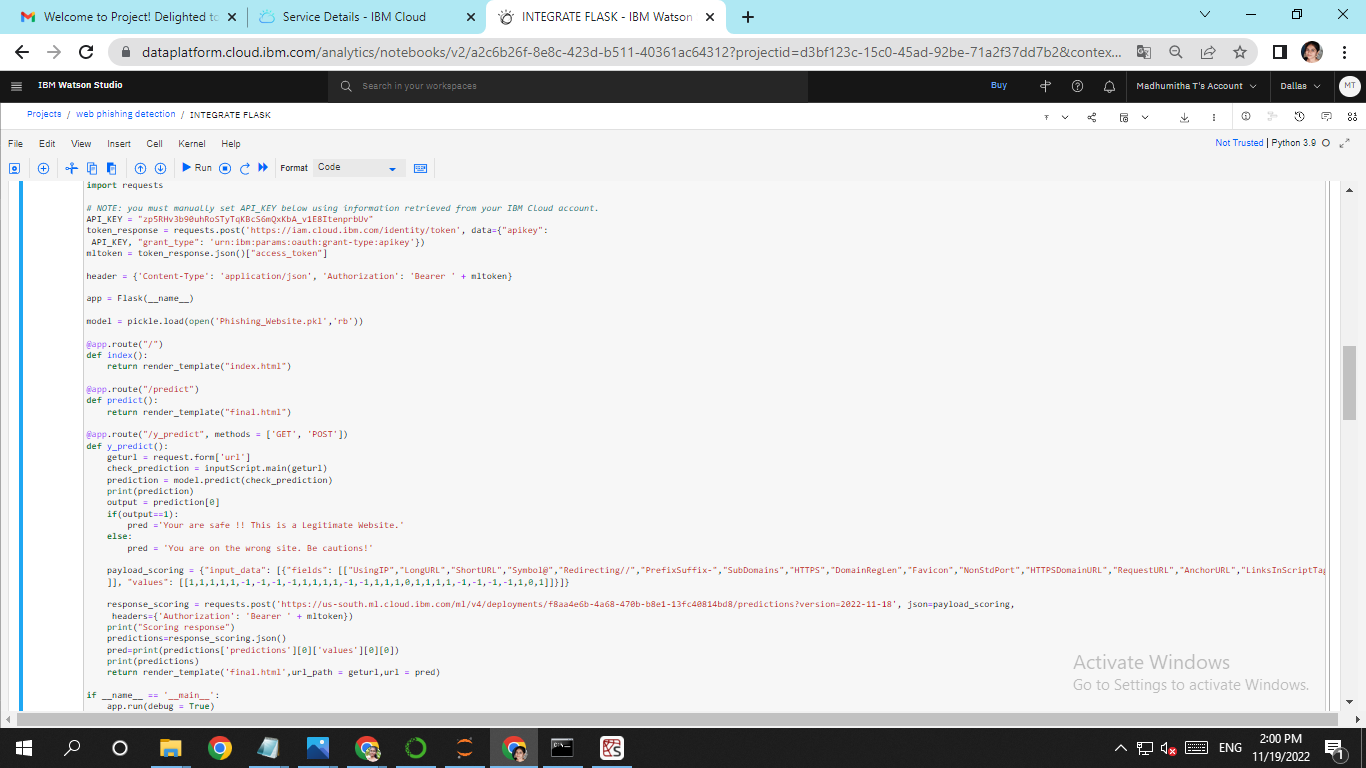 Welcome to Project! Delighted to
Service Details - IBM Cloud
INTEGRATE FLASK - IBM Watson
dataplatform.cloud.ibm.com/analytics/notebooks/v2/a2c6b26f-8e8c-423d-b511-40361ac64312?projectid=d3bf123c-15c0-45ad-92be-71a2f37dd7b2&contex...
IBM Watson Studio
Search in your workspaces
Buy
Madhumitha T's Account
Dallas
MT
Projects / web phishing detection / INTEGRATE FLASK
File Edit View Insert Cell Kernel Help
Not Trusted | Python 3.9
Run
Format
Code
import requests
# NOTE: you must manually set API_KEY below using information retrieved from your IBM Cloud account.
API_KEY = "zp5RHv3b90uhRoSTyTqKBcS6mQxKbA_v1E8ItenprbUv"
token_response = requests.post('https://iam.cloud.ibm.com/identity/token', data={"apikey":
API_KEY, "grant_type": 'urn:ibm:params:oauth:grant-type:apikey'})
mltoken = token_response.json()["access_token"]
header = {'Content-Type': 'application/json', 'Authorization': 'Bearer ' + mltoken}
app = Flask(__name__)
model = pickle.load(open('Phishing_Website.pkl','rb'))
@app.route("/")
def index():
return render_template("index.html")
@app.route("/predict")
def predict():
return render_template("final.html")
@app.route("/y_predict", methods = ['GET', 'POST'])
def y_predict():
geturl = request.form['url']
check_prediction = inputScript.main(geturl)
prediction = model.predict(check_prediction)
print(prediction)
output = prediction[0]
if(output==1):
pred ='Your are safe !! This is a Legitimate Website.'
else:
pred = 'You are on the wrong site. Be cautions!'
payload_scoring = {"input_data": [{"fields": [["UsingIP","LongURL","ShortURL","Symbol@","Redirecting//","PrefixSuffix-","SubDomains","HTTPS","DomainRegLen","Favicon","NonStdPort","HTTPSDomainURL","RequestURL","AnchorURL","LinksInScriptTag
]], "values": [[1,1,1,1,1,-1,-1,-1,-1,1,1,1,1,-1,-1,1,1,1,0,1,1,1,1,-1,-1,-1,-1,1,0,1]]}]}
response_scoring = requests.post('https://us-south.ml.cloud.ibm.com/ml/v4/deployments/f8aa4e6b-4a68-470b-b8e1-13fc40814bd8/predictions?version=2022-11-18', json=payload_scoring,
headers={'Authorization': 'Bearer ' + mltoken})
print("Scoring response")
predictions=response_scoring.json()
pred=print(predictions['predictions'][0]['values'][0][0])
print(predictions)
return render_template('final.html',url_path = geturl,url = pred)
if __name__ == '__main__':
app.run(debug = True)
Activate Windows
Go to Settings to activate Windows.
ENG
2:00 PM
11/19/2022
1